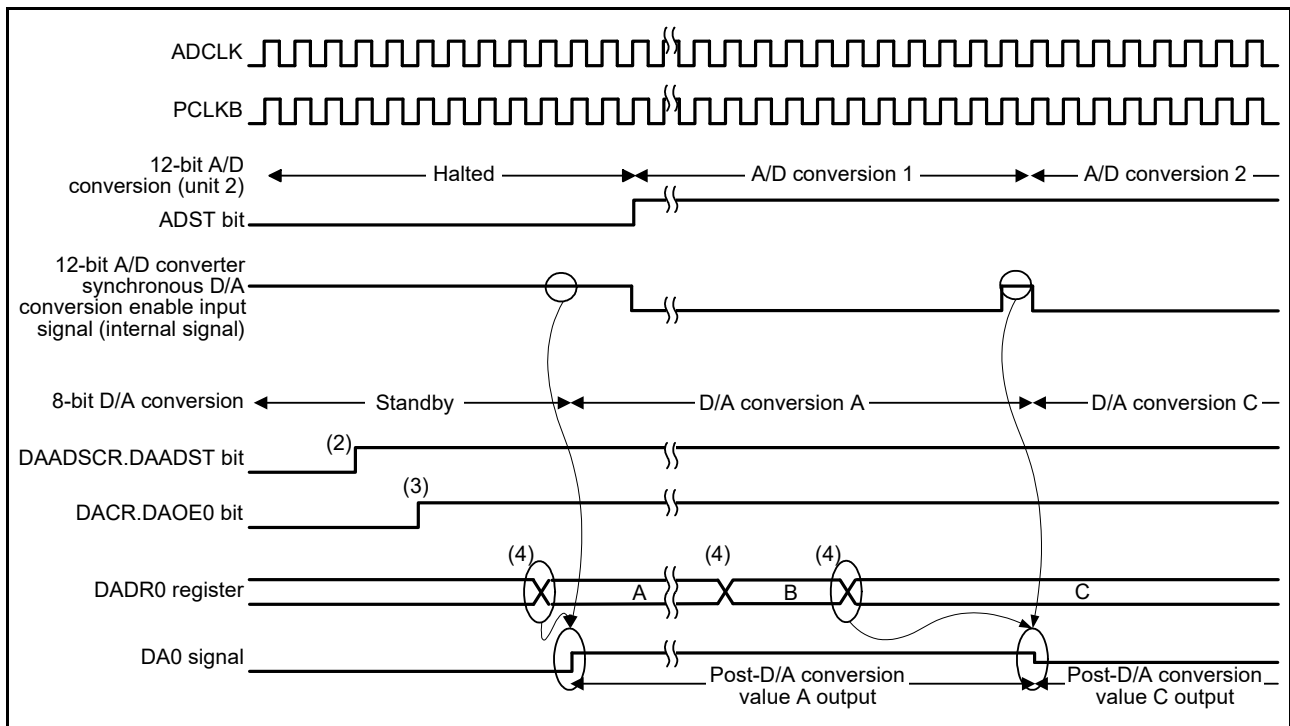 ADCLK
PCLKB
12-bit A/D
conversion (unit 2)
Halted
A/D conversion 1
A/D conversion 2
ADST bit
12-bit A/D converter
synchronous D/A
conversion enable input
signal (internal signal)
8-bit D/A conversion
Standby
D/A conversion A
D/A conversion C
DAADSCR.DAADST bit
(2)
DACR.DAOE0 bit
(3)
(4)
(4)
(4)
DADR0 register
A
B
C
DA0 signal
Post-D/A conversion
value A output
Post-D/A conversion
value C output